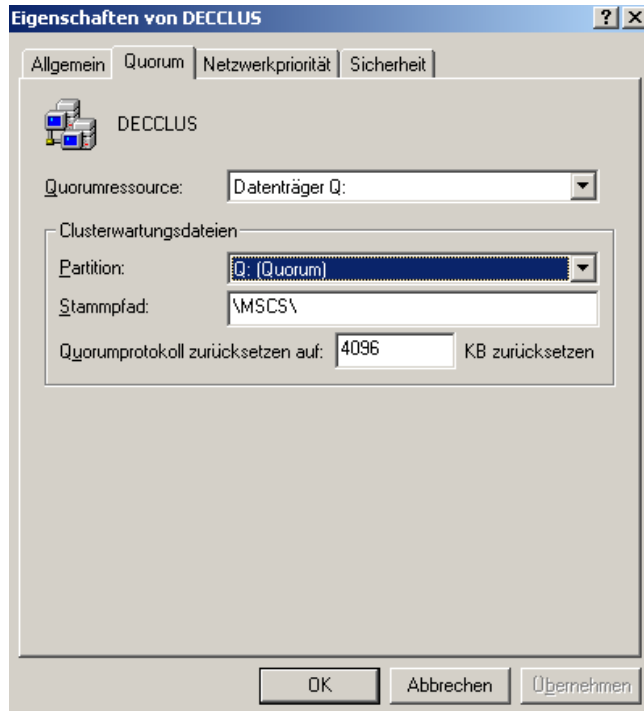 Eigenschaften von DECCLUS
Allgemein Quorum Netzwerkpriorität Sicherheit
DECCLUS
Quorumressource: Datenträger Q:
Clusterwartungsdateien
Partition: Q: (Quorum)
Stammpfad: \MSCS\
Quorumprotokoll zurücksetzen auf: 4096 KB zurücksetzen
OK Abbrechen Übernehmen